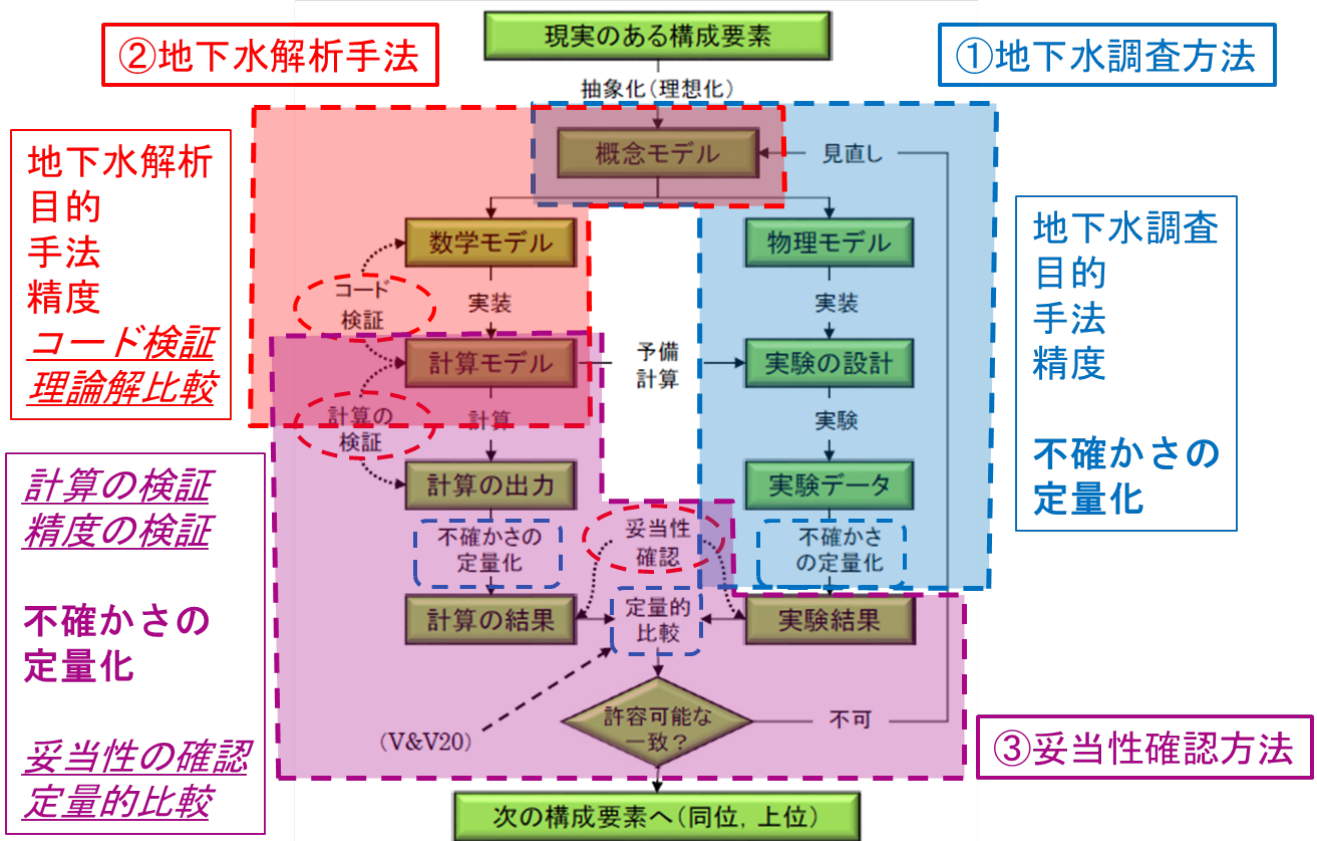 現実のある構成要素
②地下水解析手法
①地下水調査方法
抽象化(理想化)
地下水解析
目的
手法
精度
コード検証
理論解比較
概念モデル
見直し
数学モデル
物理モデル
コード
検証
実装
実装
地下水調査
目的
手法
精度
不確かさの
定量化
計算モデル
予備
計算
実験の設計
計算の
検証
計算
実験
計算の検証
精度の検証
不確かさの
定量化
妥当性の確認
定量的比較
計算の出力
実験データ
不確かさの
定量化
妥当性
確認
不確かさ
の定量化
計算の結果
定量的
比較
実験結果
(V&V20)
許容可能な
一致?
不可
③妥当性確認方法
次の構成要素へ(同位, 上位)